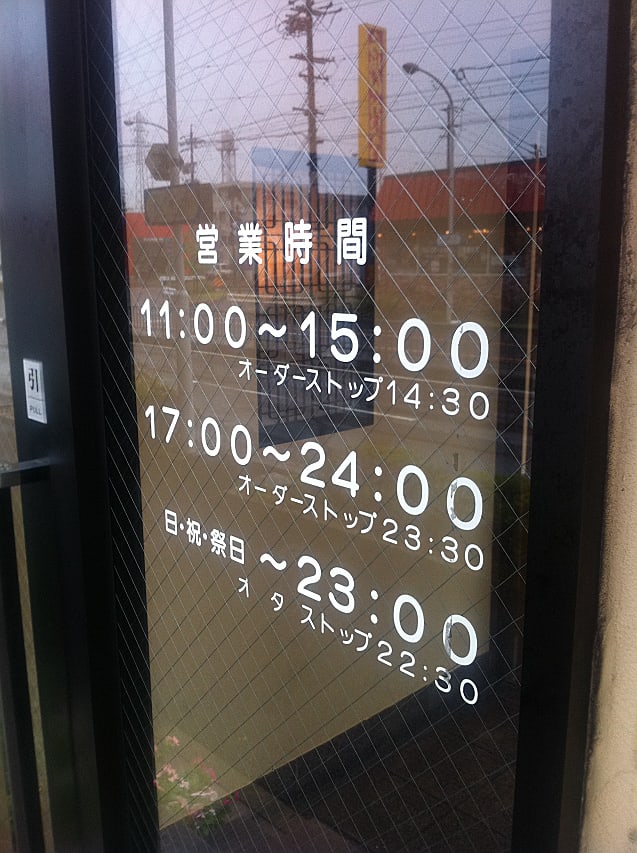 営業時間
11:00～15:00
オーダーストップ14:30
17:00～24:00
オーダーストップ23:30
日・祝・祭日 ～23:00
オ タ ストップ22:30
引
PULL